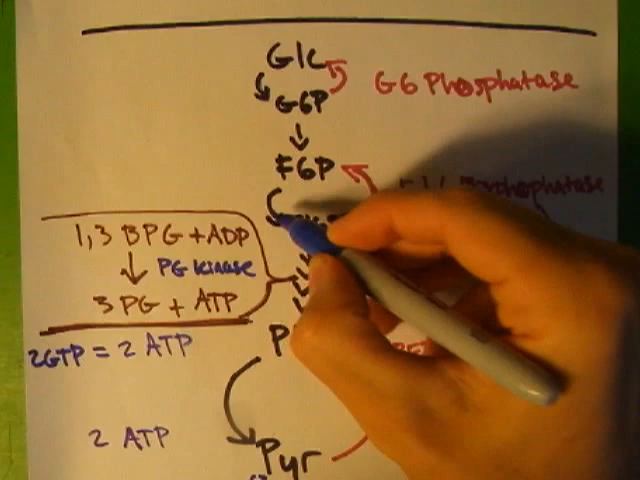 Glc
G6 Phosphatase
G6P
F6P
1,3 BPG + ADP
PG kinase
3 PG + ATP
P
2GTP = 2 ATP
2 ATP
Pyr